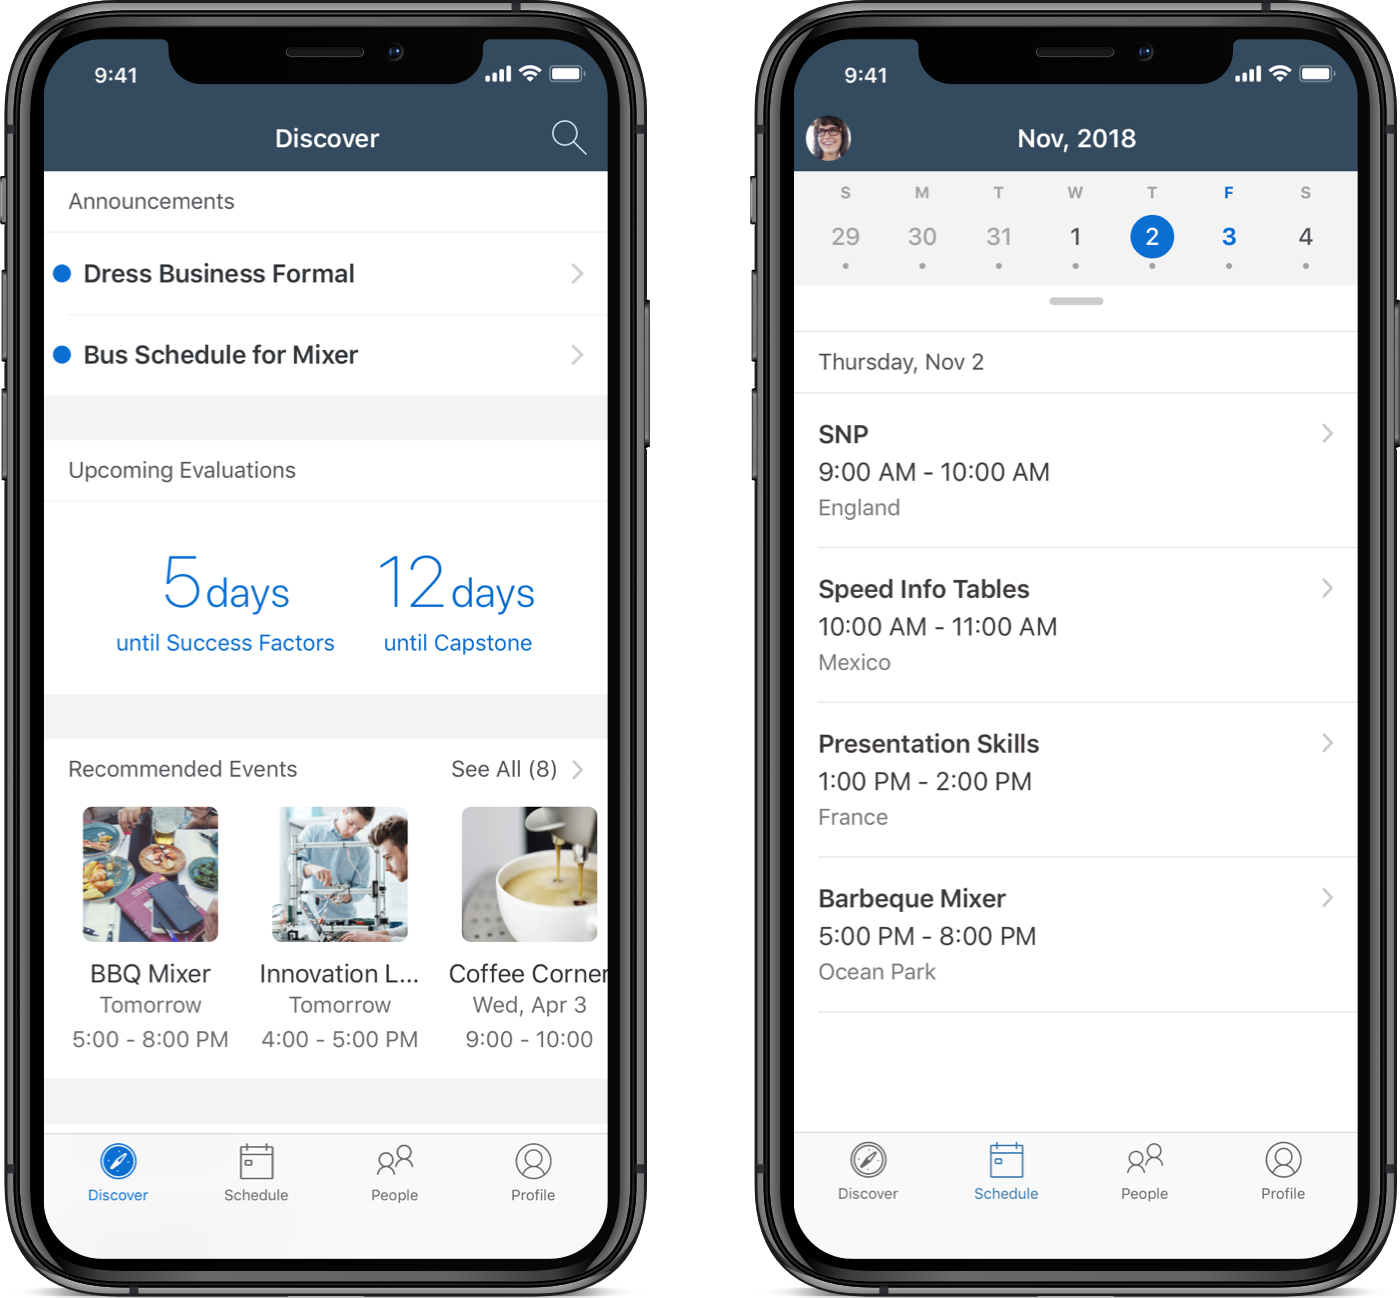 9:41
Discover
Announcements
Dress Business Formal
Bus Schedule for Mixer
Upcoming Evaluations
5 days
until Success Factors
12 days
until Capstone
Recommended Events
See All (8)
SPAIN
BBQ Mixer
Tomorrow
5:00 - 8:00 PM
Innovation L...
Tomorrow
4:00 - 5:00 PM
Coffee Corner
Wed, Apr 3
9:00 - 10:00
Discover
Schedule
People
Profile
9:41
Nov, 2018
S M T W T F S
29 30 31 1 2 3 4
Thursday, Nov 2
SNP
9:00 AM - 10:00 AM
England
Speed Info Tables
10:00 AM - 11:00 AM
Mexico
Presentation Skills
1:00 PM - 2:00 PM
France
Barbeque Mixer
5:00 PM - 8:00 PM
Ocean Park
Discover
Schedule
People
Profile